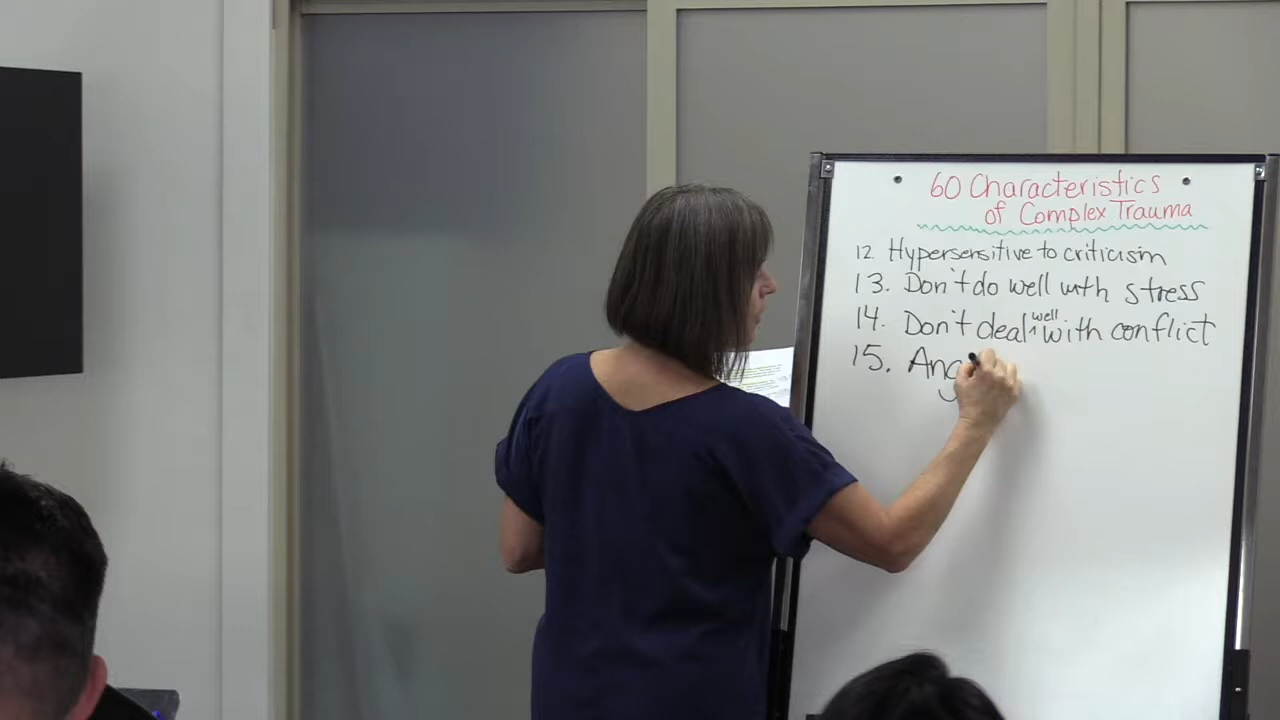 60 Characteristics
of Complex Trauma
12. Hypersensitive to criticism
13. Don't do well with stress
14. Don't deal well with conflict
15. Ang